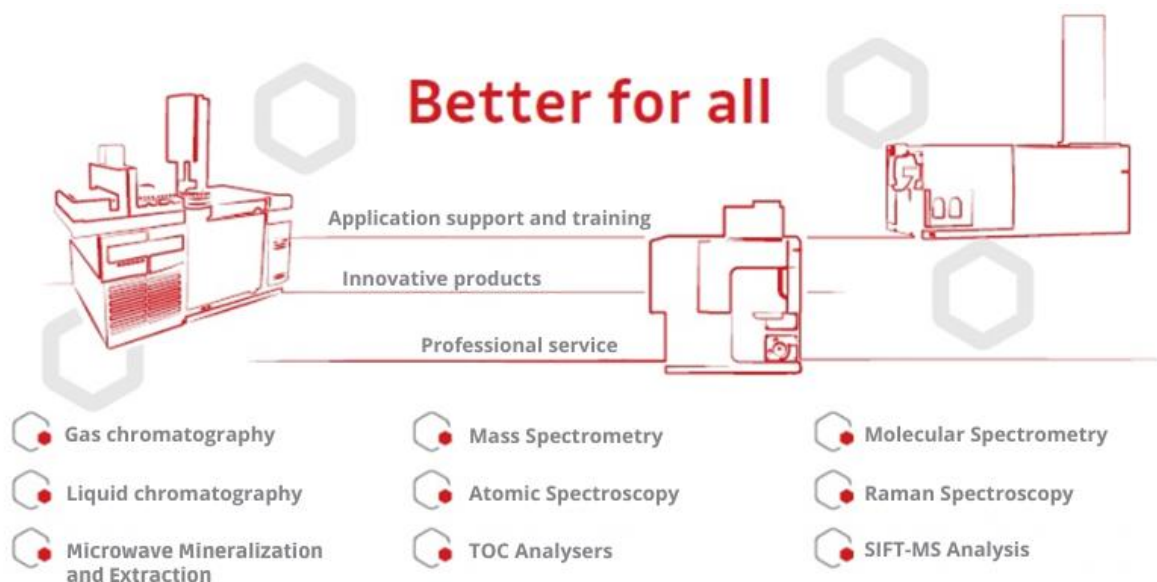 Better for all
Application support and training
Innovative products
Professional service
Gas chromatography
Mass Spectrometry
Molecular Spectrometry
Liquid chromatography
Atomic Spectroscopy
Raman Spectroscopy
Microwave Mineralization
and Extraction
TOC Analysers
SIFT-MS Analysis